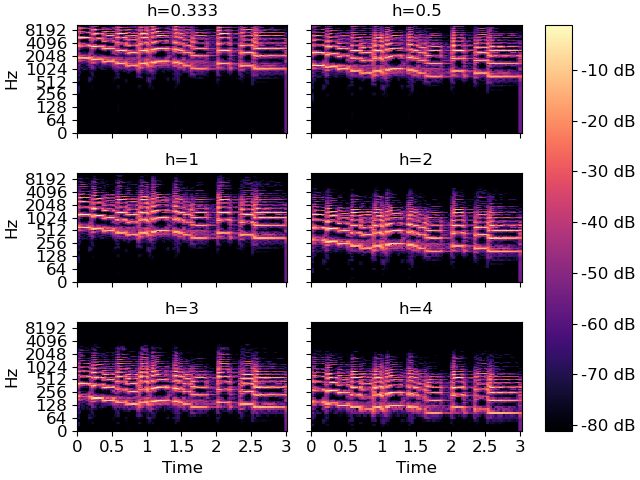 h=0.333 h=0.5
8192
4096
2048
1024
512
256
128
64
0
Hz
h=1 h=2
8192
4096
2048
1024
512
256
128
64
0
Hz
h=3 h=4
8192
4096
2048
1024
512
256
128
64
0
Hz
0 0.5 1 1.5 2 2.5 3 0 0.5 1 1.5 2 2.5 3
Time Time
-10 dB
-20 dB
-30 dB
-40 dB
-50 dB
-60 dB
-70 dB
-80 dB